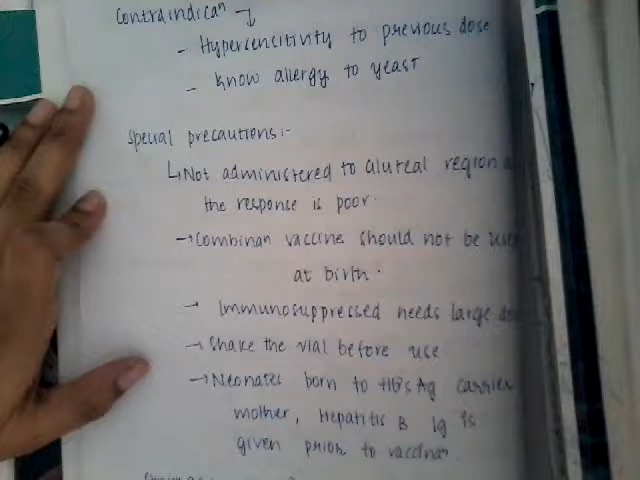 Contraindican
- Hypersencitivity to previous dose
- Know allergy to yeast
Special precautions:-
Not administered to Gluteal region
the response is poor.
→ Combinan vaccine should not be
at birth.
→ Immunosuppressed needs large
→ Shake the vial before use
→ Neonates born to HBsAg carrier
mother, Hepatitis B Ig is
given prior to vaccinan